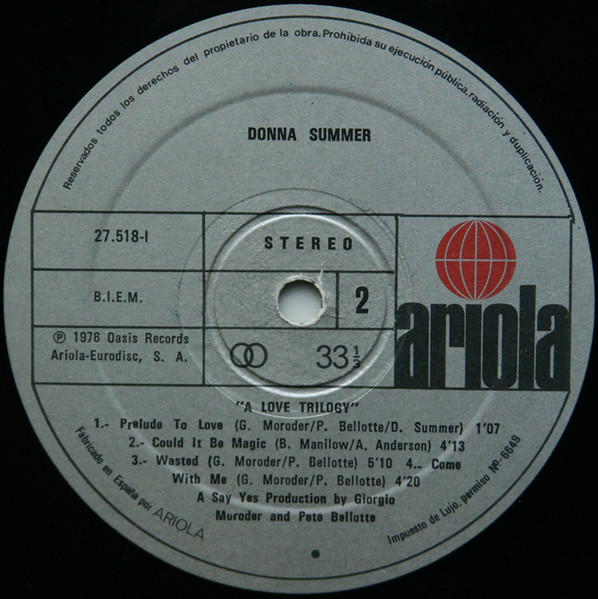 Reservados todos los derechos del propietario de la obra. Prohibida su ejecución pública, radiación y duplicación.
DONNA SUMMER
27.518-I
STEREO
B.I.E.M.
2
ariola
℗ 1976 Oasis Records
Ariola-Eurodisc, S. A.
33 1/3
"A LOVE TRILOGY"
1.- Prelude To Love (G. Moroder/P. Bellotte/D. Summer) 1'07
2.- Could It Be Magic (B. Manilow/A. Anderson) 4'13
3.- Wasted (G. Moroder/P. Bellotte) 5'10 4.- Come
With Me (G. Moroder/P. Bellotte) 4'20
A Say Yes Production by Giorgio
Moroder and Pete Bellotte
Fabricado en España por ARIOLA
Impuesto de Lujo, permiso Nº-6649